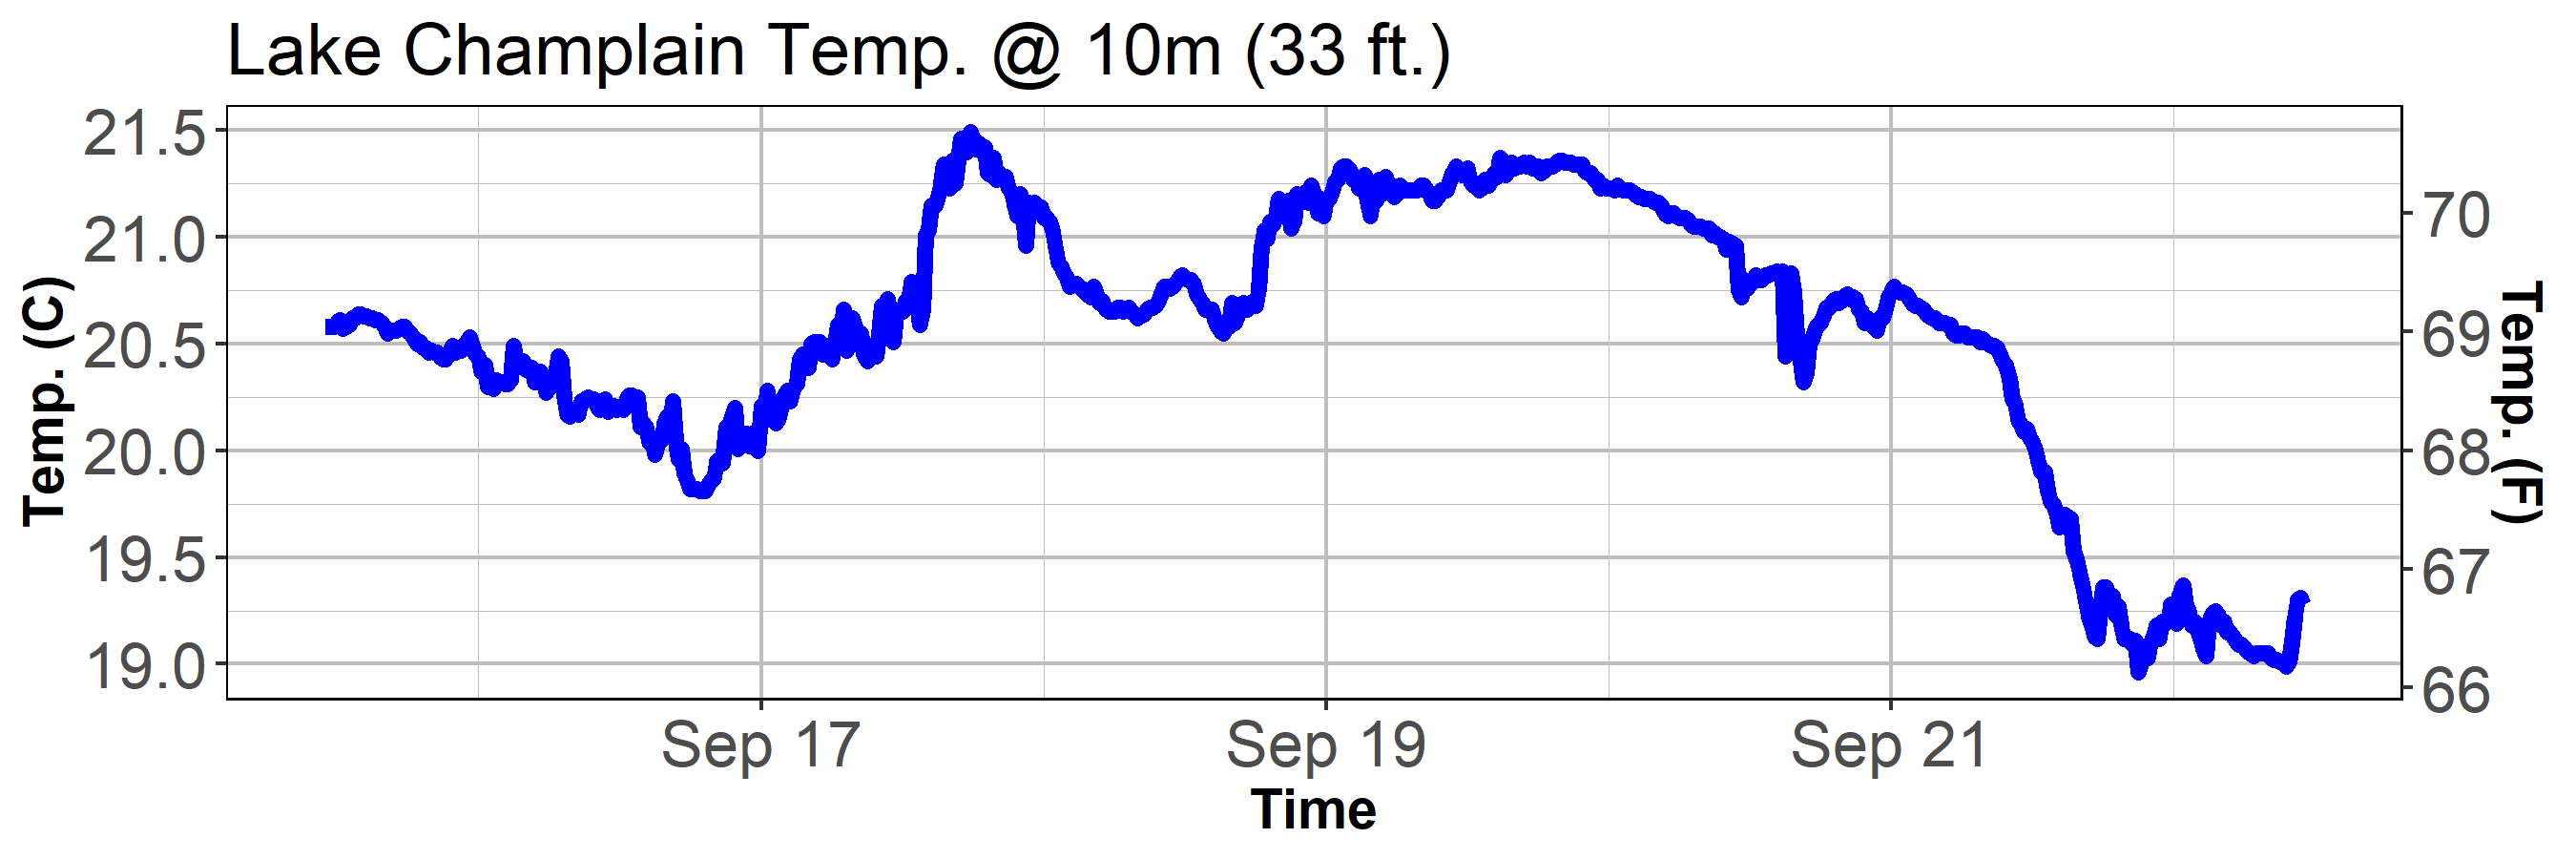 Lake Champlain Temp. @ 10m (33 ft.)
Temp. (C)
21.5
21.0
20.5
20.0
19.5
19.0
70
69
68
67
66
Temp. (F)
Sep 17 Sep 19 Sep 21
Time